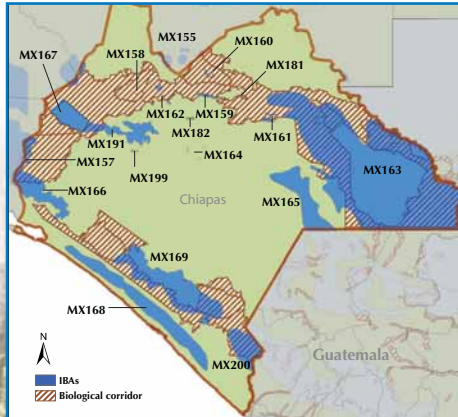 MX155
MX160
MX158
MX181
MX167
MX162
MX159
MX182
MX161
MX191
MX157
MX164
MX163
MX199
MX166
MX165
Chiapas
MX169
MX168
N
Guatemala
MX200
IBAs
Biological corridor